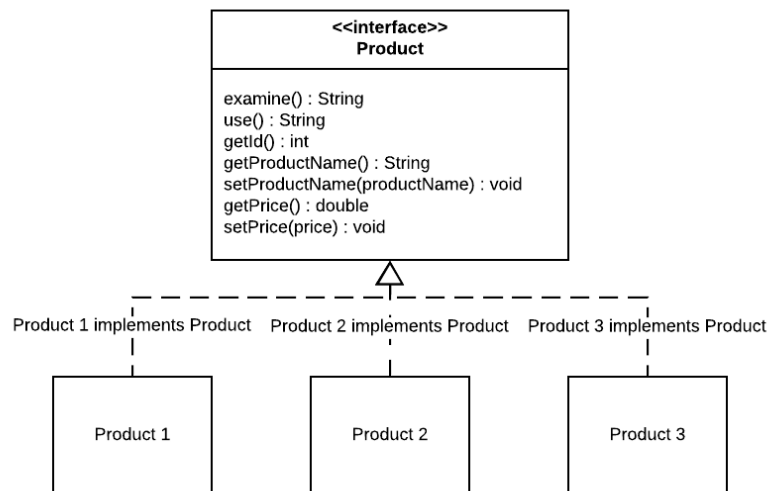 <<interface>>
Product
examine() : String
use() : String
getId() : int
getProductName() : String
setProductName(productName) : void
getPrice() : double
setPrice(price) : void
Product 1 implements Product
Product 2 implements Product
Product 3 implements Product
Product 1
Product 2
Product 3